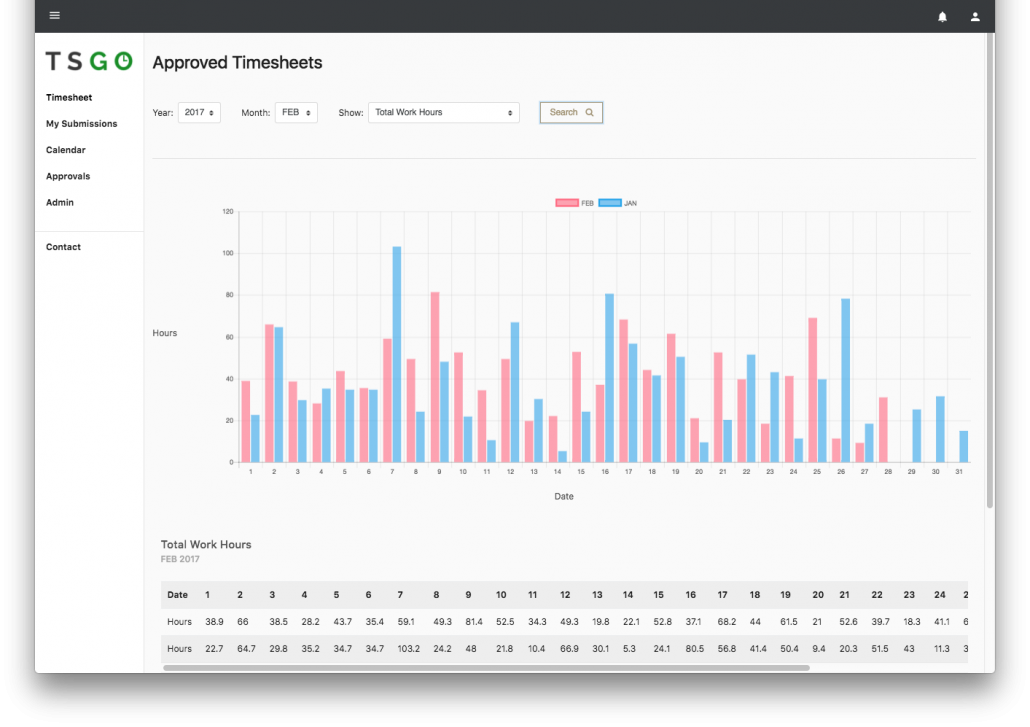 TSGO
Approved Timesheets
Timesheet
My Submissions
Calendar
Approvals
Admin
Contact
Year: 2017 Month: FEB Show: Total Work Hours Search
FEB JAN
120
100
80
60
40
20
0
Hours
1 2 3 4 5 6 7 8 9 10 11 12 13 14 15 16 17 18 19 20 21 22 23 24 25 26 27 28 29 30 31
Date
Total Work Hours
FEB 2017
Date 1 2 3 4 5 6 7 8 9 10 11 12 13 14 15 16 17 18 19 20 21 22 23 24 2
Hours 38.9 66 38.5 28.2 43.7 35.4 59.1 49.3 81.4 52.5 34.3 49.3 19.8 22.1 52.8 37.1 68.2 44 61.5 21 52.6 39.7 18.3 41.1 6
Hours 22.7 64.7 29.8 35.2 34.7 34.7 103.2 24.2 48 21.8 10.4 66.9 30.1 5.3 24.1 80.5 56.8 41.4 50.4 9.4 20.3 51.5 43 11.3 3